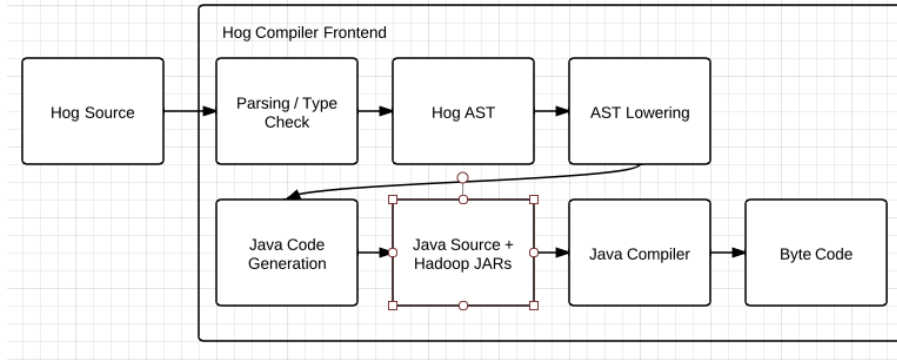 Hog Compiler Frontend
Hog Source
Parsing / Type
Check
Hog AST
AST Lowering
Java Code
Generation
Java Source +
Hadoop JARs
Java Compiler
Byte Code